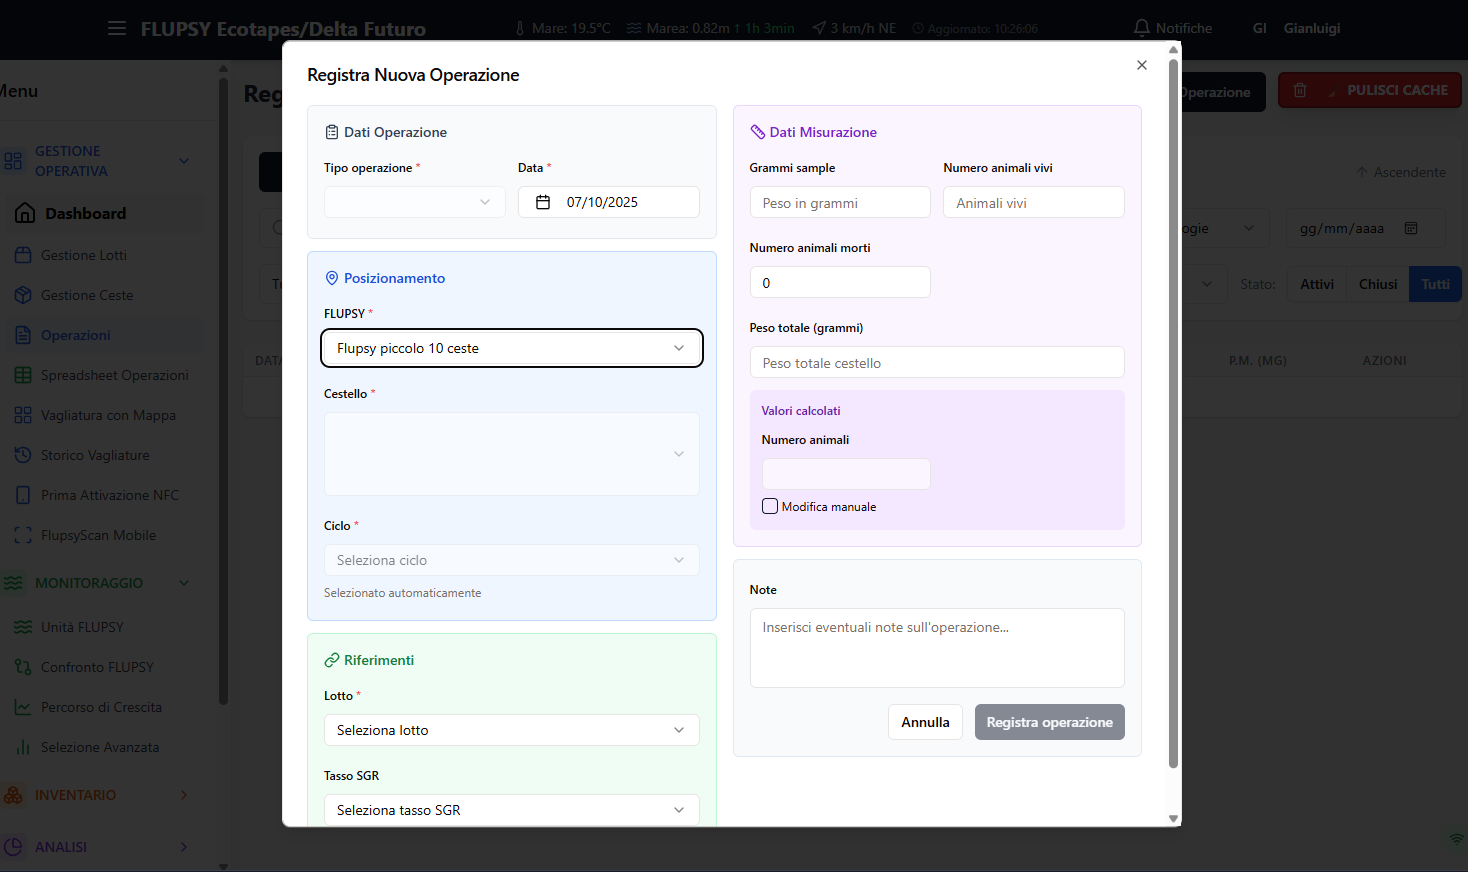 FLUPSY Ecotapes/Delta Futuro
Mare: 19.5°C
Marea: 0.82m ↑ 1h 3min
3 km/h NE
Aggiornato: 10:26:06
Notifiche
GI
Gianluigi
Menu
GESTIONE
OPERATIVA
Dashboard
Gestione Lotti
Gestione Ceste
Operazioni
Spreadsheet Operazioni
Vagliatura con Mappa
Storico Vagliature
Prima Attivazione NFC
FlupsyScan Mobile
MONITORAGGIO
Unità FLUPSY
Confronto FLUPSY
Percorso di Crescita
Selezione Avanzata
INVENTARIO
ANALISI
Reg
Operazione
PULISCI CACHE
Ascendente
ogie
gg/mm/aaaa
Stato:
Attivi
Chiusi
Tutti
DATA
P.M. (MG)
AZIONI
Registra Nuova Operazione
Dati Operazione
Tipo operazione *
Data *
07/10/2025
Posizionamento
FLUPSY *
Flupsy piccolo 10 ceste
Cestello *
Ciclo *
Seleziona ciclo
Selezionato automaticamente
Riferimenti
Lotto *
Seleziona lotto
Tasso SGR
Seleziona tasso SGR
Dati Misurazione
Grammi sample
Numero animali vivi
Peso in grammi
Animali vivi
Numero animali morti
0
Peso totale (grammi)
Peso totale cestello
Valori calcolati
Numero animali
Modifica manuale
Note
Inserisci eventuali note sull'operazione...
Annulla
Registra operazione